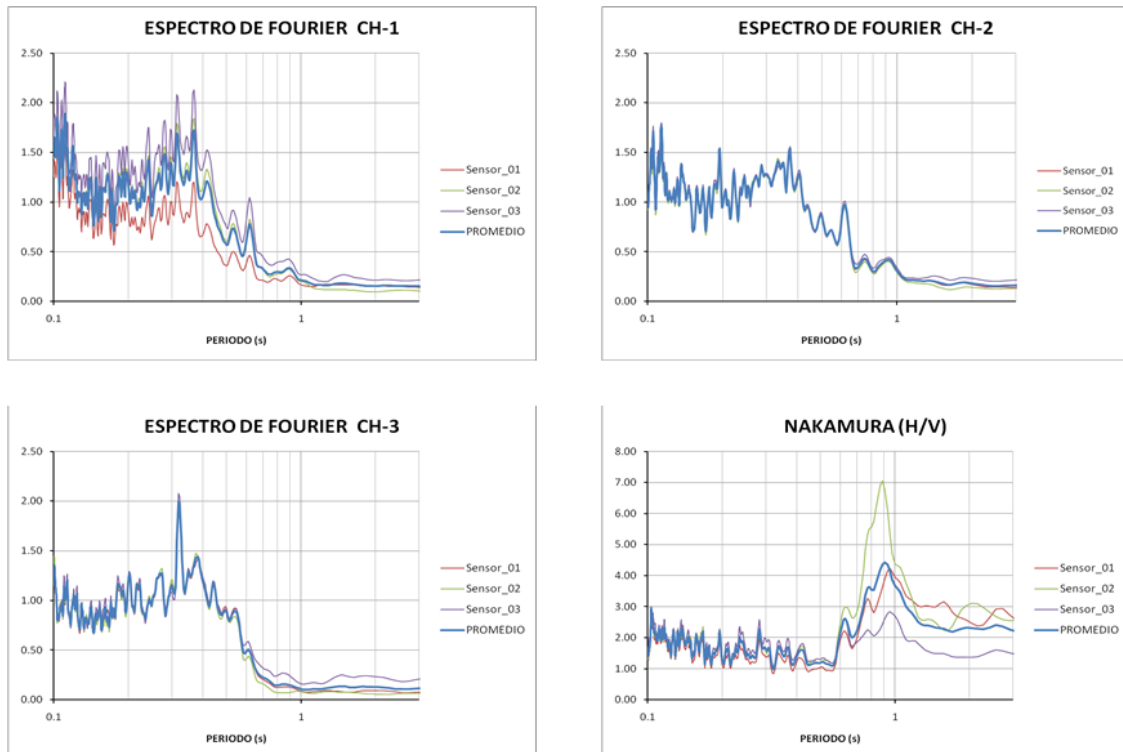 ESPECTRO DE FOURIER CH-1
2.50
2.00
1.50
1.00
0.50
0.00
0.1
1
PERIODO (s)
Sensor_01
Sensor_02
Sensor_03
PROMEDIO
ESPECTRO DE FOURIER CH-2
2.50
2.00
1.50
1.00
0.50
0.00
0.1
1
PERIODO (s)
Sensor_01
Sensor_02
Sensor_03
PROMEDIO
ESPECTRO DE FOURIER CH-3
2.50
2.00
1.50
1.00
0.50
0.00
0.1
1
PERIODO (s)
Sensor_01
Sensor_02
Sensor_03
PROMEDIO
NAKAMURA (H/V)
8.00
7.00
6.00
5.00
4.00
3.00
2.00
1.00
0.00
0.1
1
PERIODO (s)
Sensor_01
Sensor_02
Sensor_03
PROMEDIO